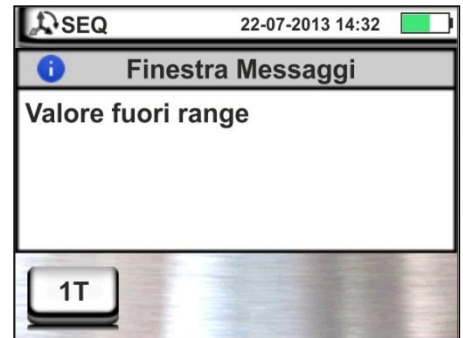 SEQ 22-07-2013 14:32
Finestra Messaggi
Valore fuori range
1T